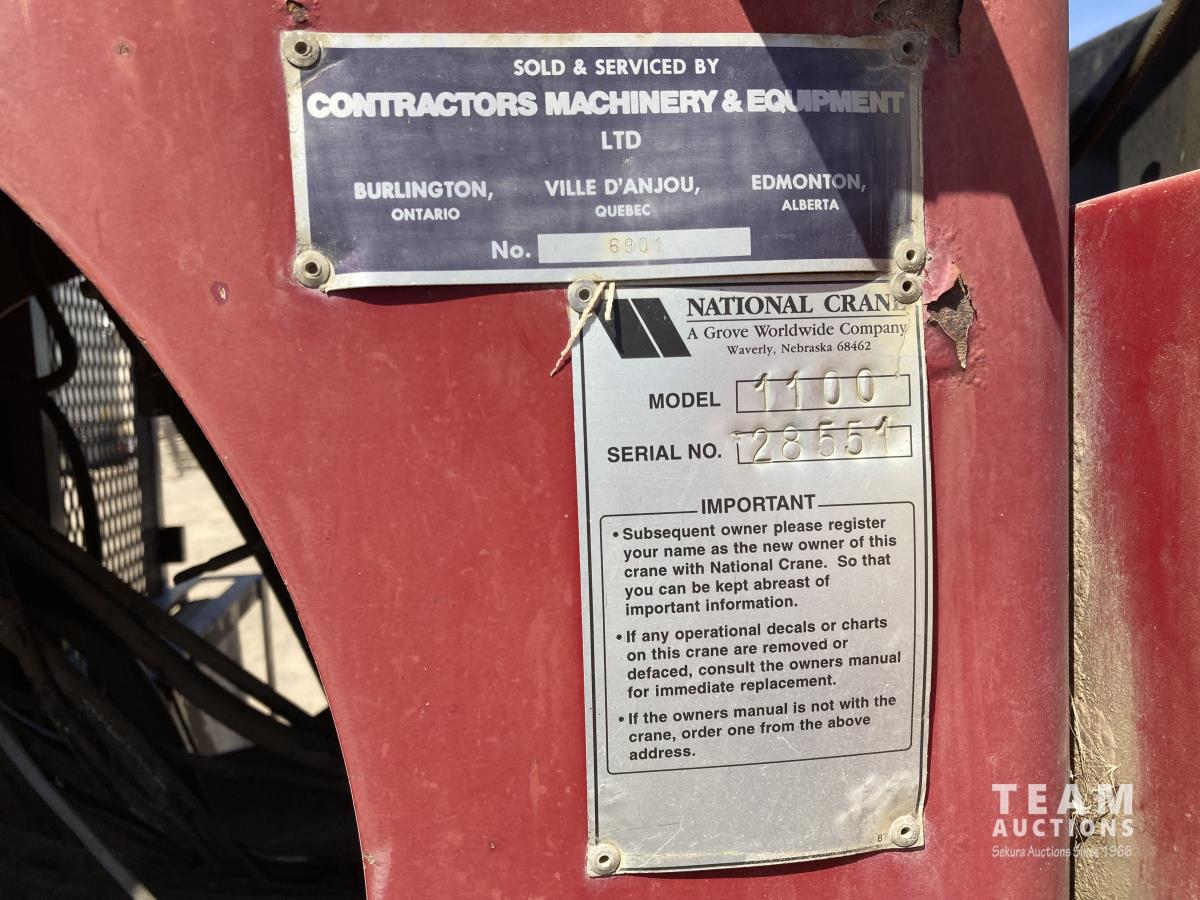 SOLD & SERVICED BY
CONTRACTORS MACHINERY & EQUIPMENT
LTD
BURLINGTON, VILLE D'ANJOU, EDMONTON,
ONTARIO QUEBEC ALBERTA
No. 6901
NATIONAL CRANE
A Grove Worldwide Company
Waverly, Nebraska 68462
MODEL 1100
SERIAL NO. 28551
IMPORTANT
• Subsequent owner please register
your name as the new owner of this
crane with National Crane. So that
you can be kept abreast of
important information.
• If any operational decals or charts
on this crane are removed or
defaced, consult the owners manual
for immediate replacement.
• If the owners manual is not with the
crane, order one from the above
address.
TEAM
AUCTIONS
Sekura Auctions Since 1966